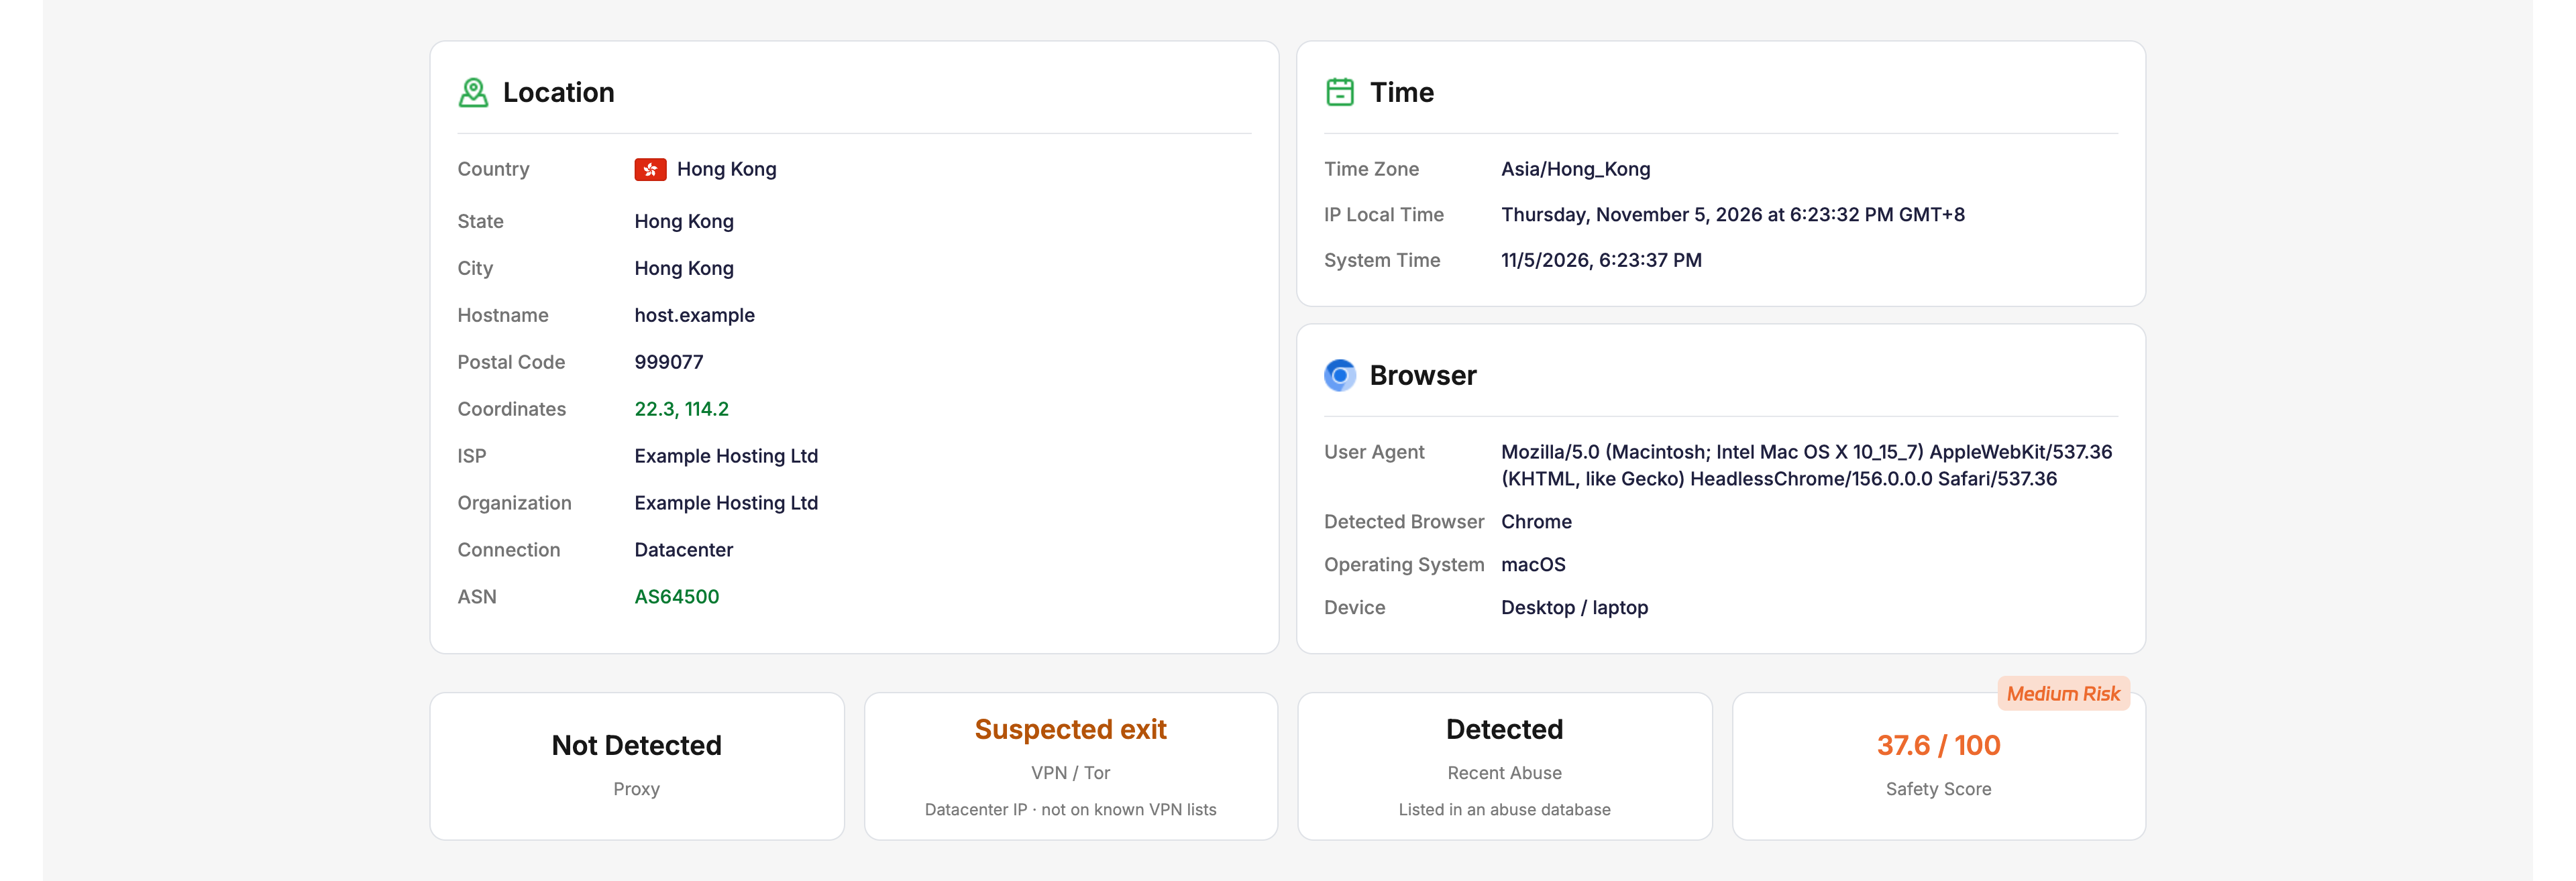 Location
Country Hong Kong
State Hong Kong
City Hong Kong
Hostname host.example
Postal Code 999077
Coordinates 22.3, 114.2
ISP Example Hosting Ltd
Organization Example Hosting Ltd
Connection Datacenter
ASN AS64500
Time
Time Zone Asia/Hong_Kong
IP Local Time Thursday, November 5, 2026 at 6:23:32 PM GMT+8
System Time 11/5/2026, 6:23:37 PM
Browser
User Agent Mozilla/5.0 (Macintosh; Intel Mac OS X 10_15_7) AppleWebKit/537.36
(KHTML, like Gecko) HeadlessChrome/156.0.0.0 Safari/537.36
Detected Browser Chrome
Operating System macOS
Device Desktop / laptop
Not Detected
Proxy
Suspected exit
VPN / Tor
Datacenter IP · not on known VPN lists
Detected
Recent Abuse
Listed in an abuse database
Medium Risk
37.6 / 100
Safety Score